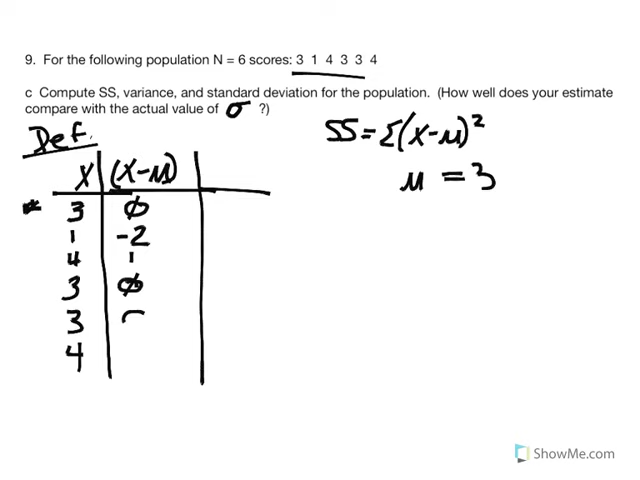 9. For the following population N = 6 scores: 3 1 4 3 3 4
c Compute SS, variance, and standard deviation for the population. (How well does your estimate
compare with the actual value of σ ?)
Def.
SS = Σ(X-μ)²
μ = 3
X (X-μ)
3 0
1 -2
4 1
3 0
3
4
ShowMe.com